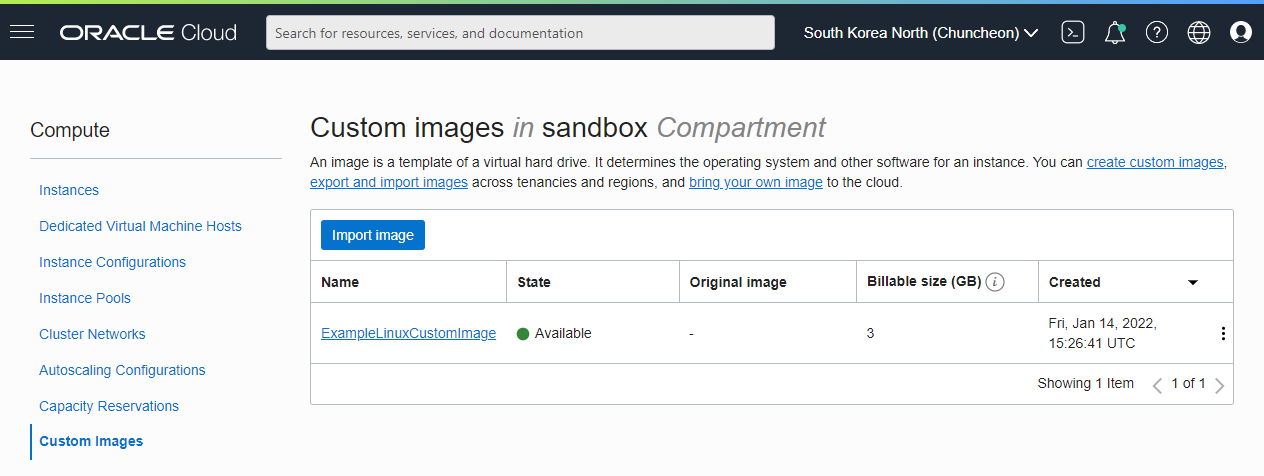 ORACLE Cloud
Search for resources, services, and documentation
South Korea North (Chuncheon)
Compute
Instances
Dedicated Virtual Machine Hosts
Instance Configurations
Instance Pools
Cluster Networks
Autoscaling Configurations
Capacity Reservations
Custom Images
Custom images in sandbox Compartment
An image is a template of a virtual hard drive. It determines the operating system and other software for an instance. You can create custom images,
export and import images across tenancies and regions, and bring your own image to the cloud.
Import image
Name State Original image Billable size (GB) i Created
ExampleLinuxCustomImage Available - 3 Fri, Jan 14, 2022,
15:26:41 UTC
Showing 1 Item 1 of 1